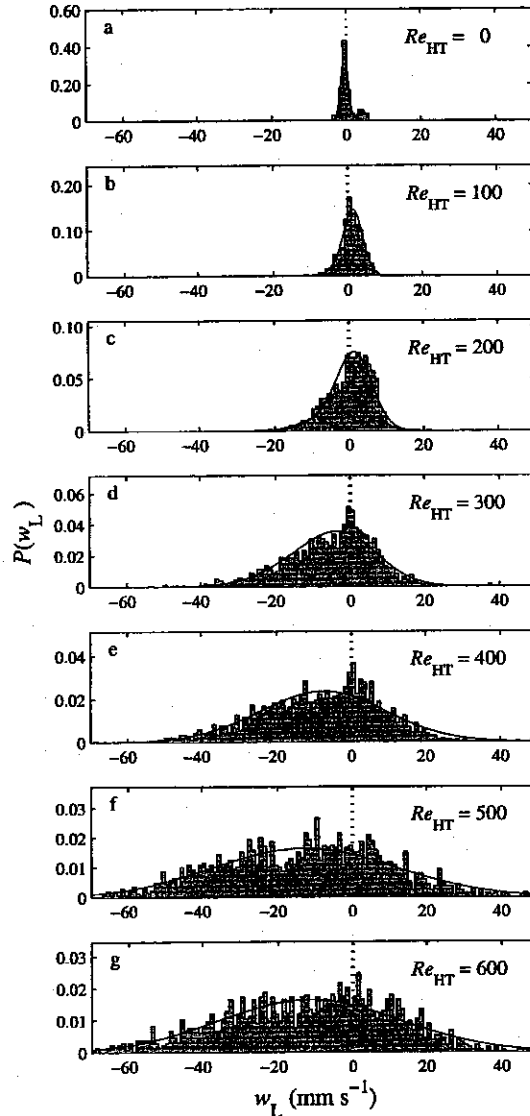 0.60
a
Re_HT = 0
0.40
0.20
0
−60 −40 −20 0 20 40
b
Re_HT = 100
0.20
0.10
0
−60 −40 −20 0 20 40
0.10
c
Re_HT = 200
0.05
0
−60 −40 −20 0 20 40
d
Re_HT = 300
0.06
0.04
0.02
0
P(w_L)
−60 −40 −20 0 20 40
e
Re_HT = 400
0.04
0.02
0
−60 −40 −20 0 20 40
f
Re_HT = 500
0.03
0.02
0.01
0
−60 −40 −20 0 20 40
g
Re_HT = 600
0.03
0.02
0.01
0
−60 −40 −20 0 20 40
w_L (mm s⁻¹)